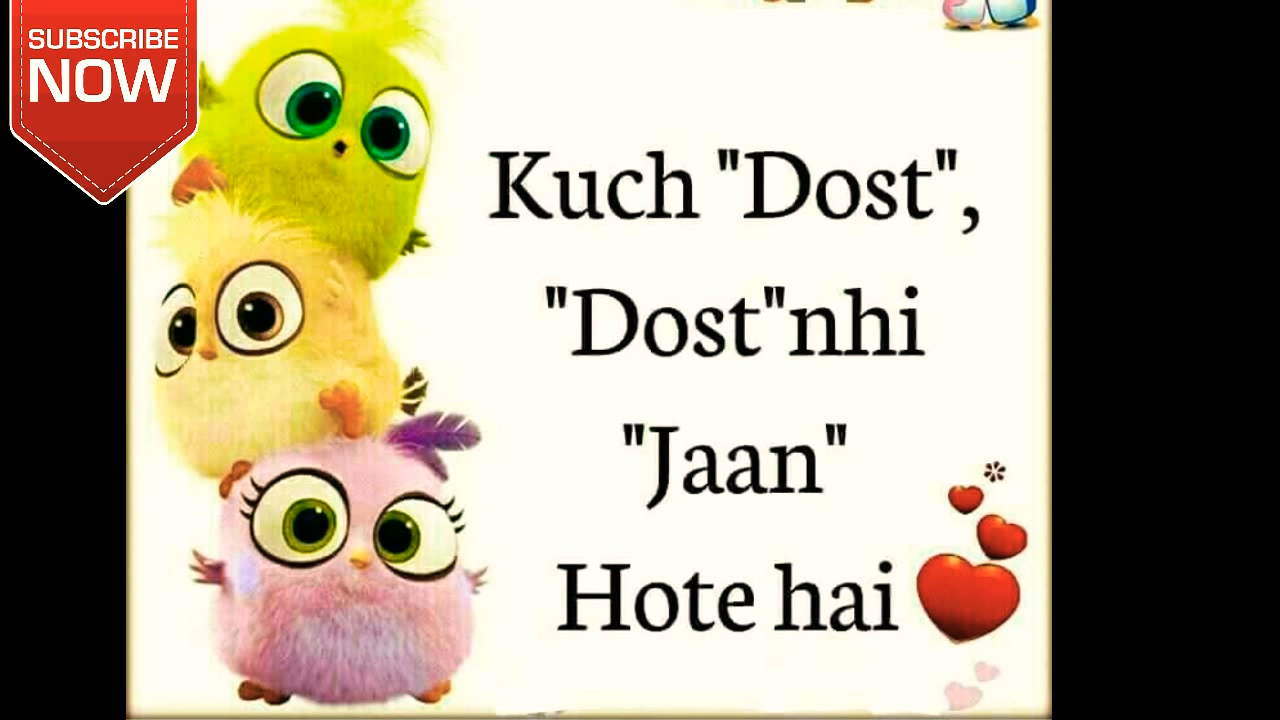 SUBSCRIBE
NOW
Kuch "Dost",
"Dost"nhi
"Jaan"
Hote hai